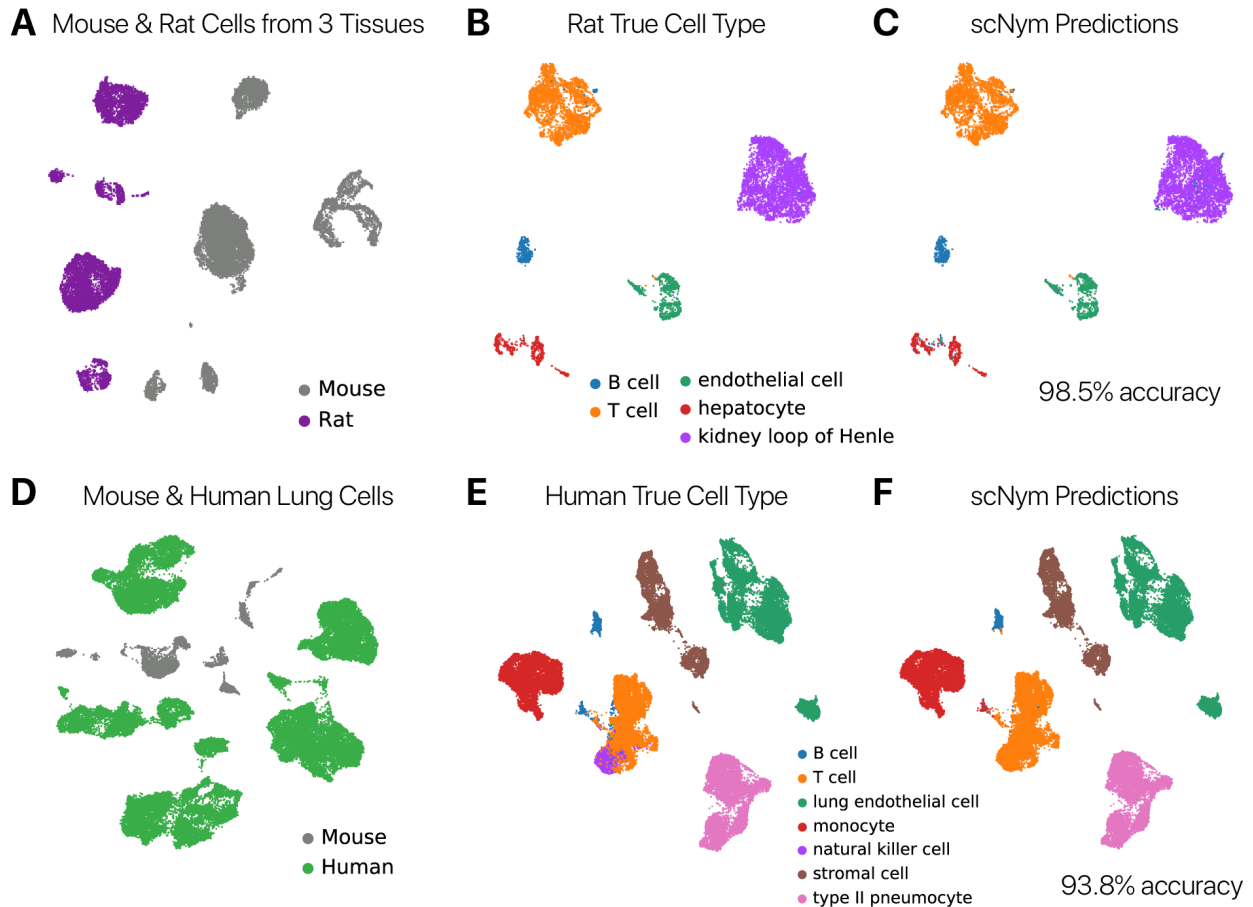 A Mouse & Rat Cells from 3 Tissues
B Rat True Cell Type
C scNym Predictions
Mouse
Rat
B cell
T cell
endothelial cell
hepatocyte
kidney loop of Henle
98.5% accuracy
D Mouse & Human Lung Cells
E Human True Cell Type
F scNym Predictions
Mouse
Human
B cell
T cell
lung endothelial cell
monocyte
natural killer cell
stromal cell
type II pneumocyte
93.8% accuracy